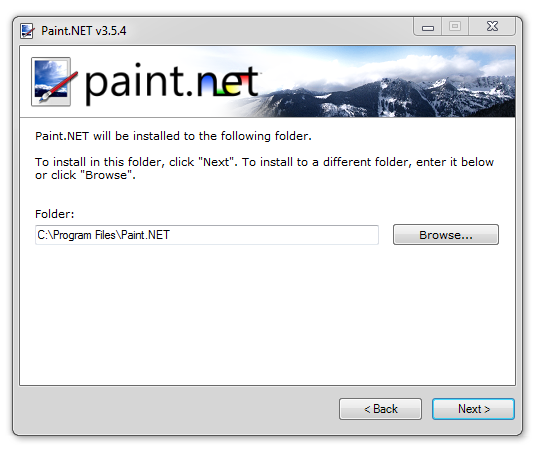 Paint.NET v3.5.4
paint.net
Paint.NET will be installed to the following folder.
To install in this folder, click "Next". To install to a different folder, enter it below
or click "Browse".
Folder:
C:\Program Files\Paint.NET
Browse...
< Back
Next >